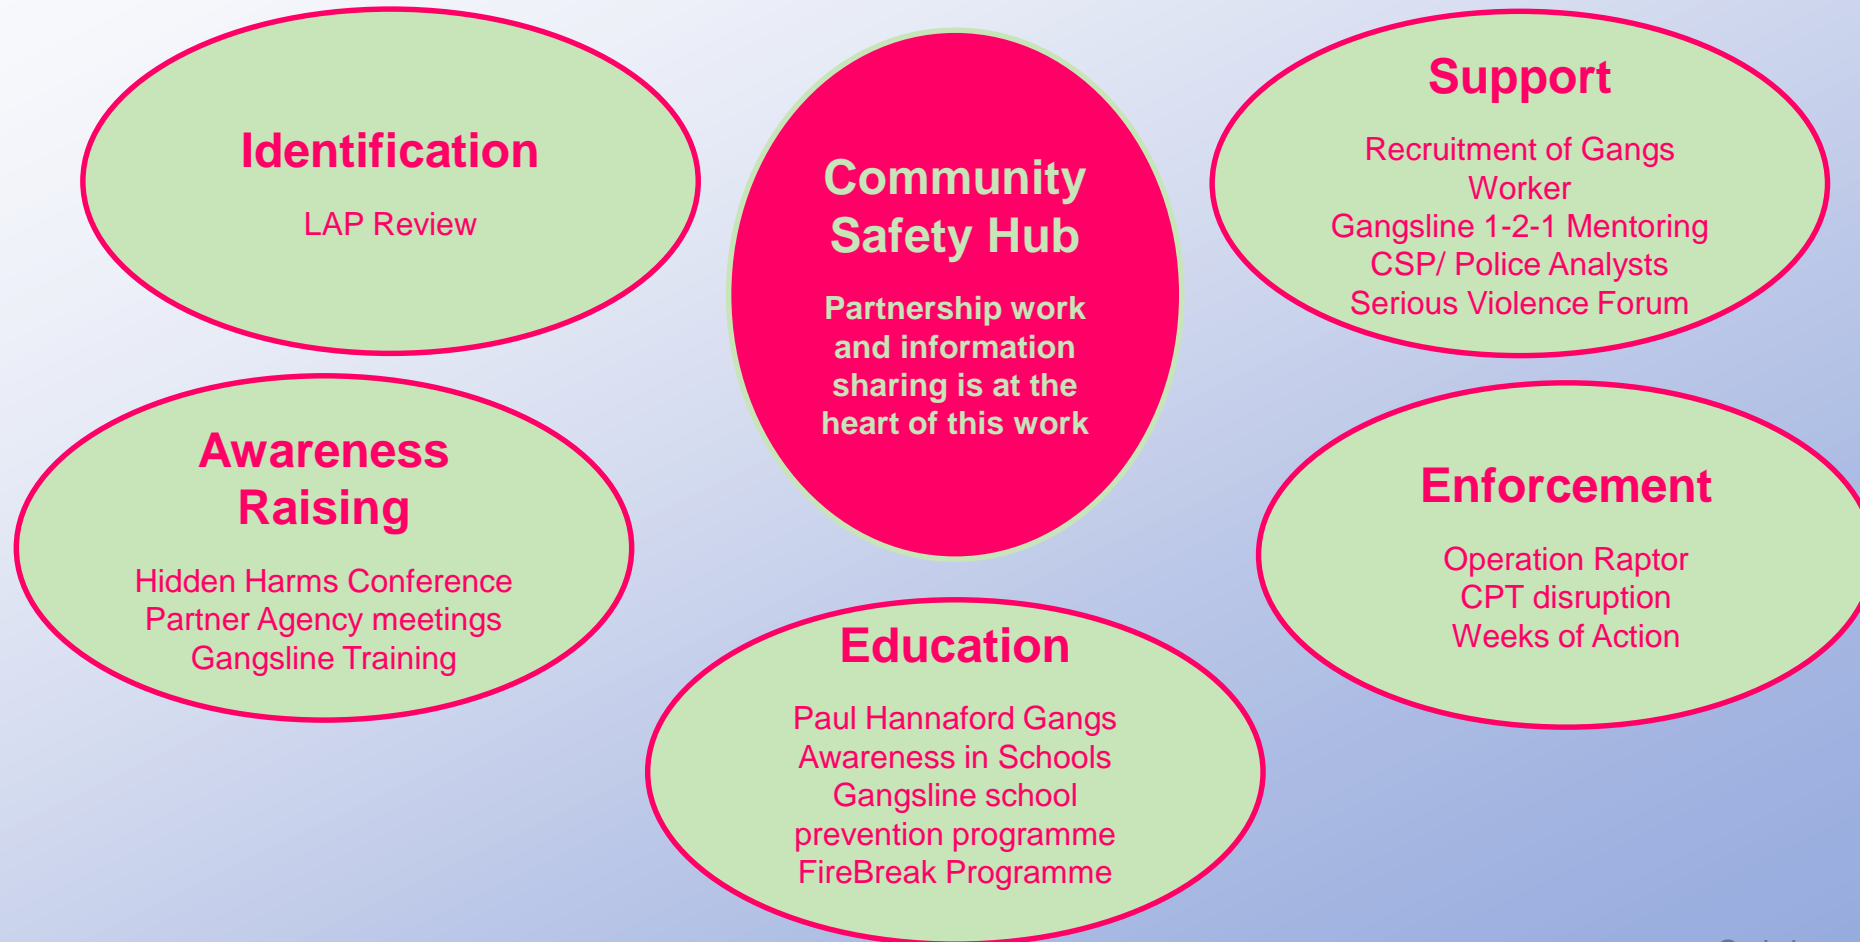 Identification
LAP Review
Community
Safety Hub
Partnership work
and information
sharing is at the
heart of this work
Support
Recruitment of Gangs
Worker
Gangsline 1-2-1 Mentoring
CSP/ Police Analysts
Serious Violence Forum
Awareness
Raising
Hidden Harms Conference
Partner Agency meetings
Gangsline Training
Education
Paul Hannaford Gangs
Awareness in Schools
Gangsline school
prevention programme
FireBreak Programme
Enforcement
Operation Raptor
CPT disruption
Weeks of Action